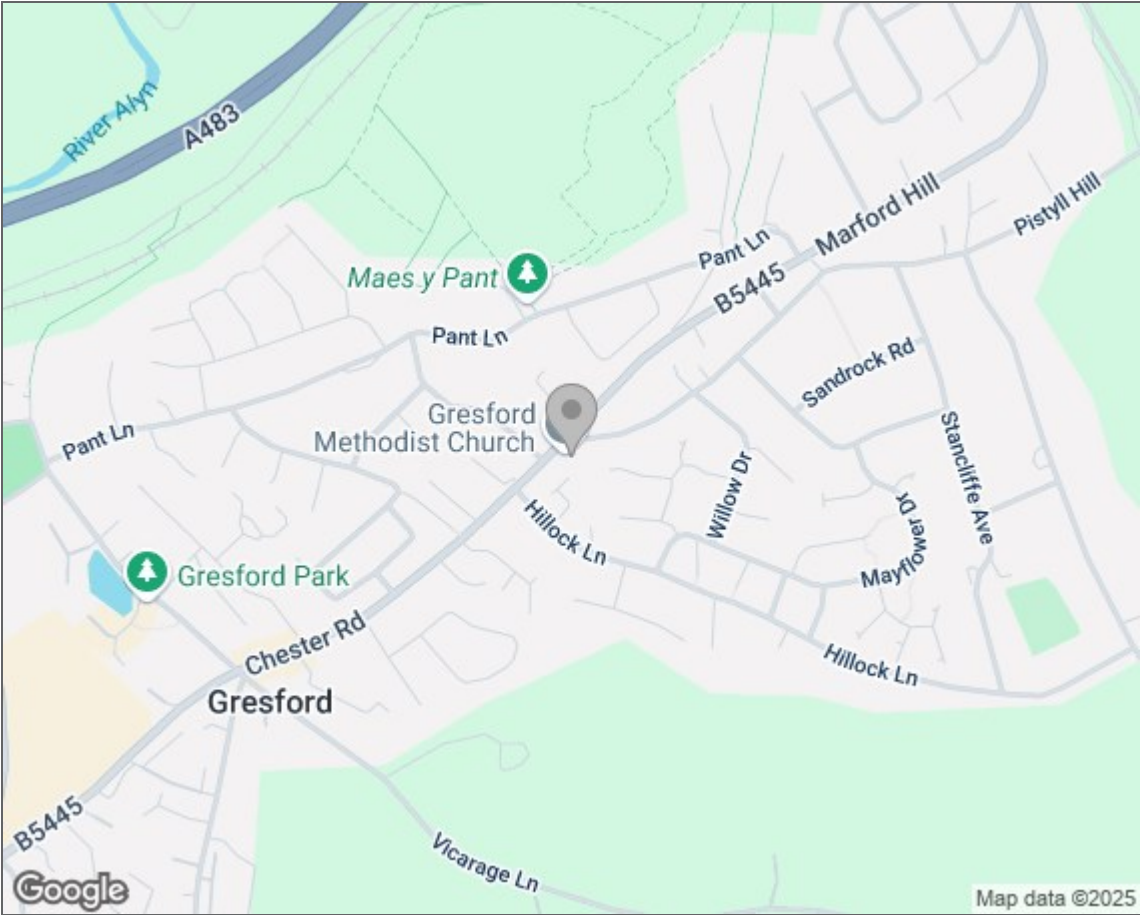 River Alyn
A483
Marford Hill
Pistyll Hill
Pant Ln
B5445
Maes y Pant
Pant Ln
Sandrock Rd
Gresford
Methodist Church
Pant Ln
Stancliffe Ave
Willow Dr
Hillock Ln
Mayflower Dr
Gresford Park
Chester Rd
Hillock Ln
Gresford
B5445
Vicarage Ln
Google
Map data ©2025